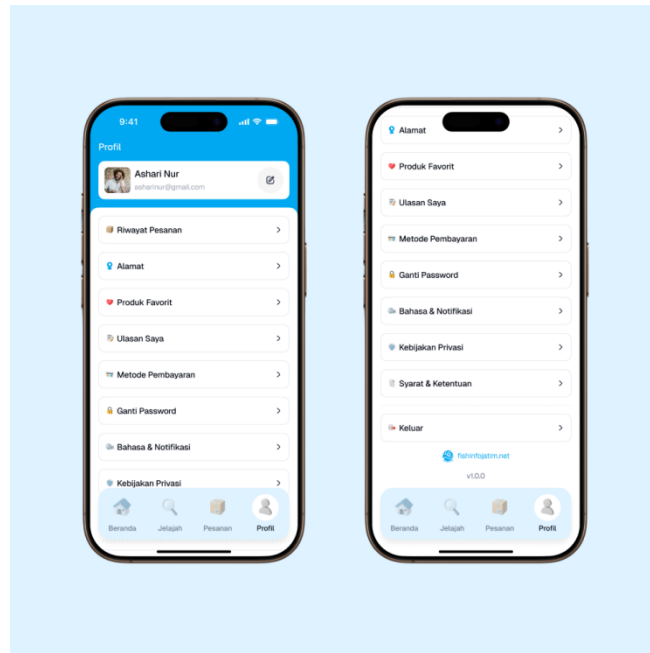 9:41
Profil
Ashari Nur
asharinur@gmail.com
Riwayat Pesanan
Alamat
Produk Favorit
Ulasan Saya
Metode Pembayaran
Ganti Password
Bahasa & Notifikasi
Kebijakan Privasi
Beranda
Jelajah
Pesanan
Profil
Alamat
Produk Favorit
Ulasan Saya
Metode Pembayaran
Ganti Password
Bahasa & Notifikasi
Kebijakan Privasi
Syarat & Ketentuan
Keluar
fishinfojatim.net
v1.0.0
Beranda
Jelajah
Pesanan
Profil